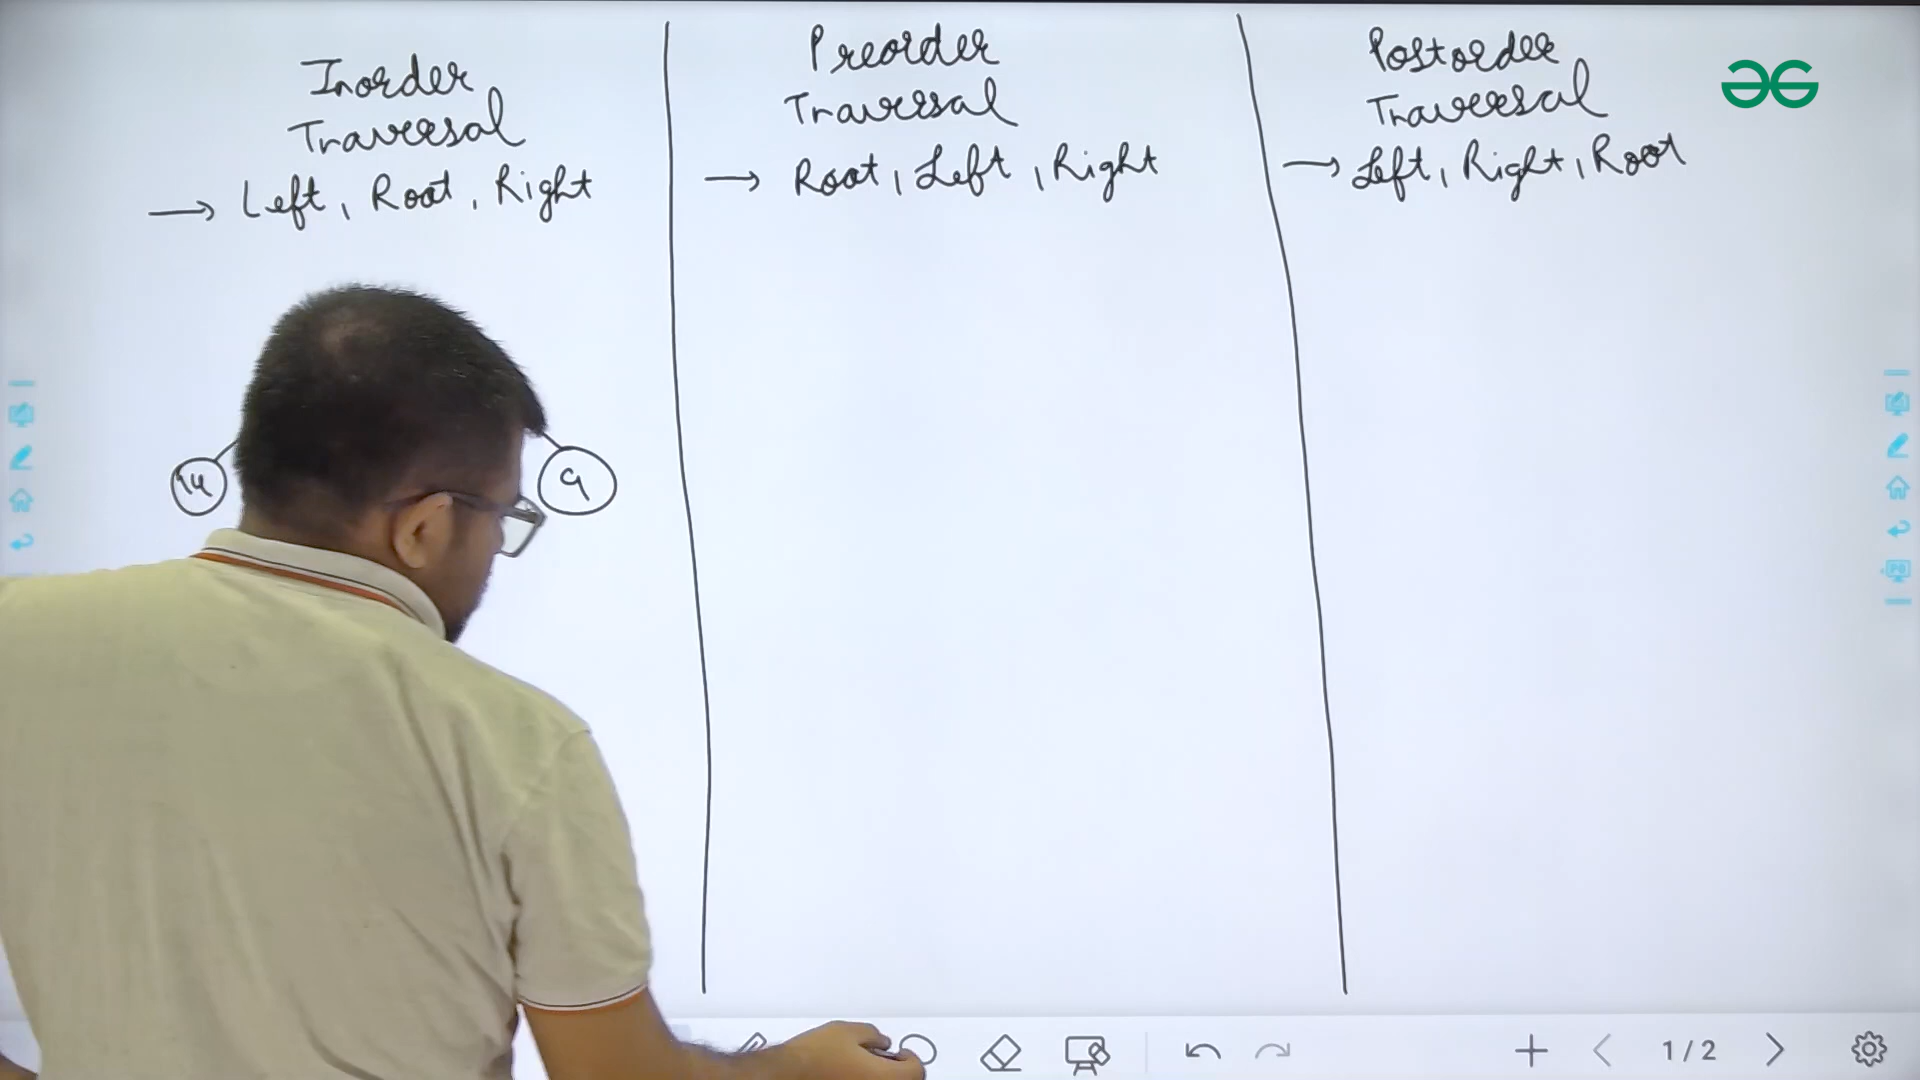 Inorder
Traversal
→ Left, Root, Right
14
9
Preorder
Traversal
→ Root, Left, Right
Postorder
Traversal
→ Left, Right, Root
1/2